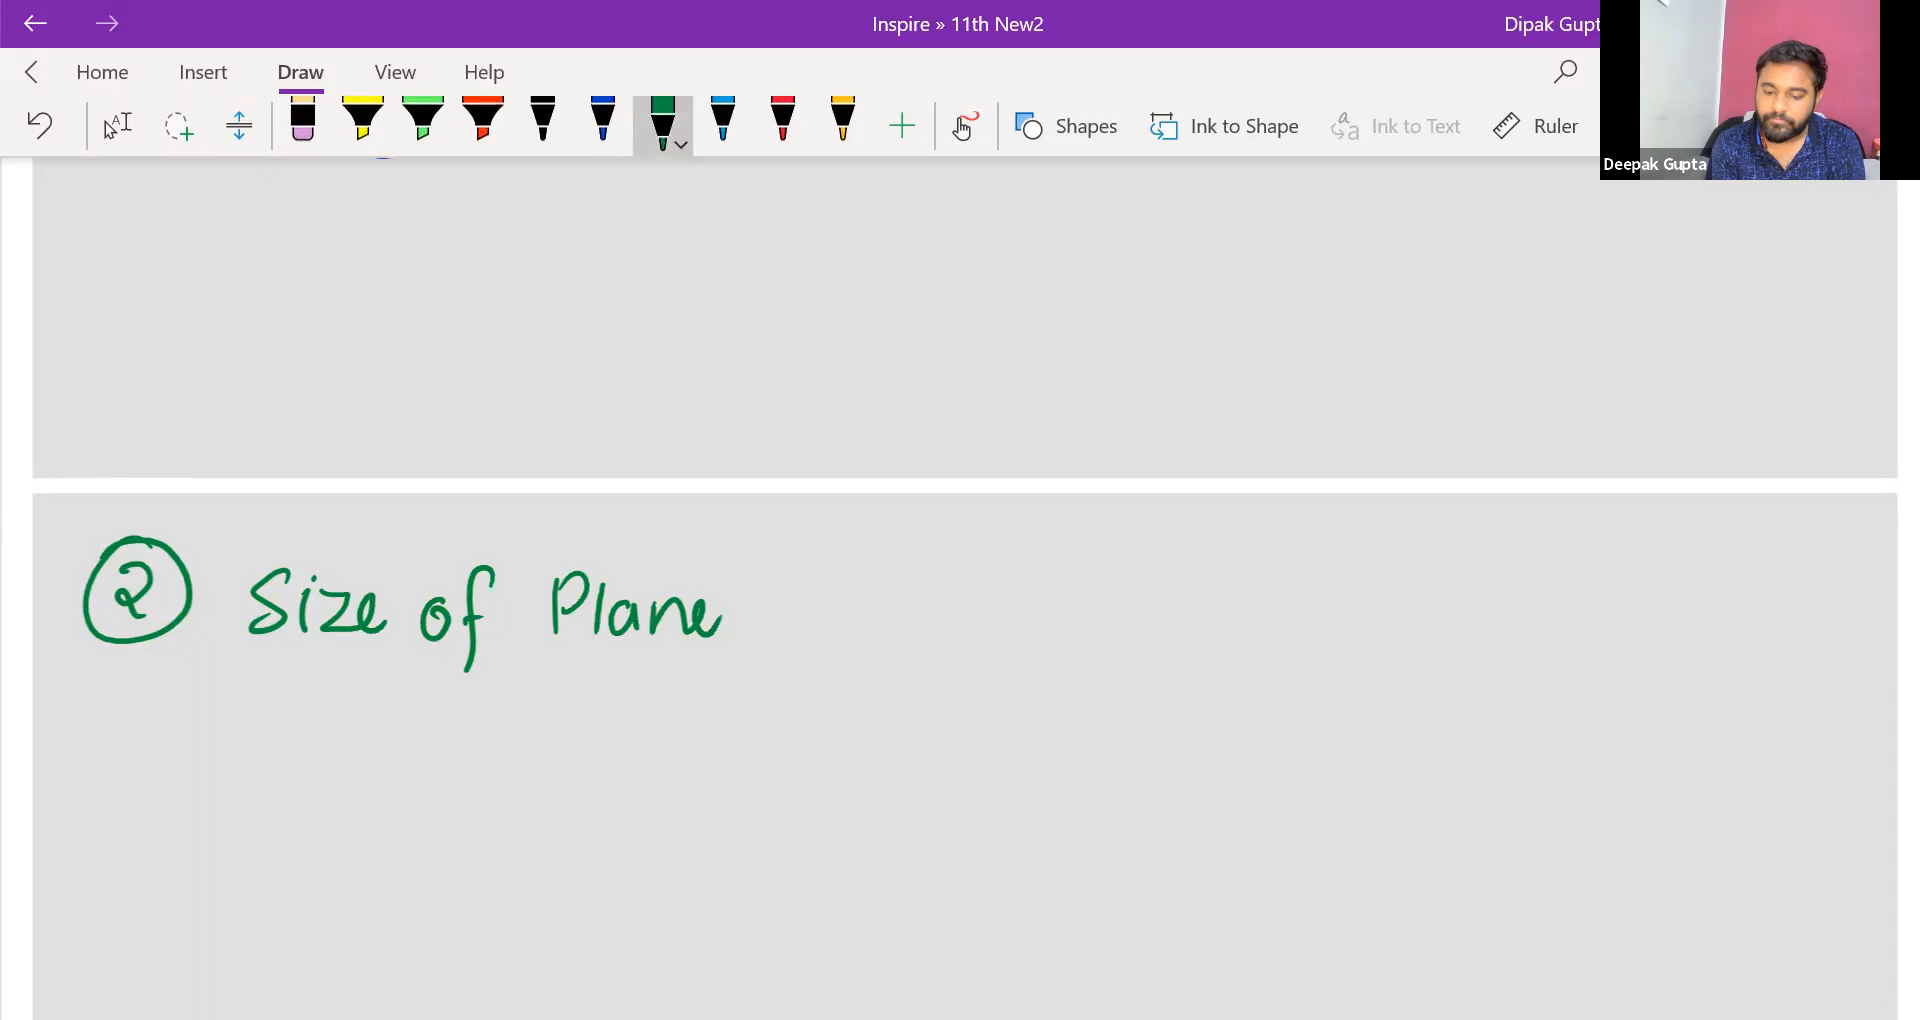 Inspire » 11th New2
Dipak Gupt
Home Insert Draw View Help
Shapes Ink to Shape Ink to Text Ruler
Deepak Gupta
② Size of Plane